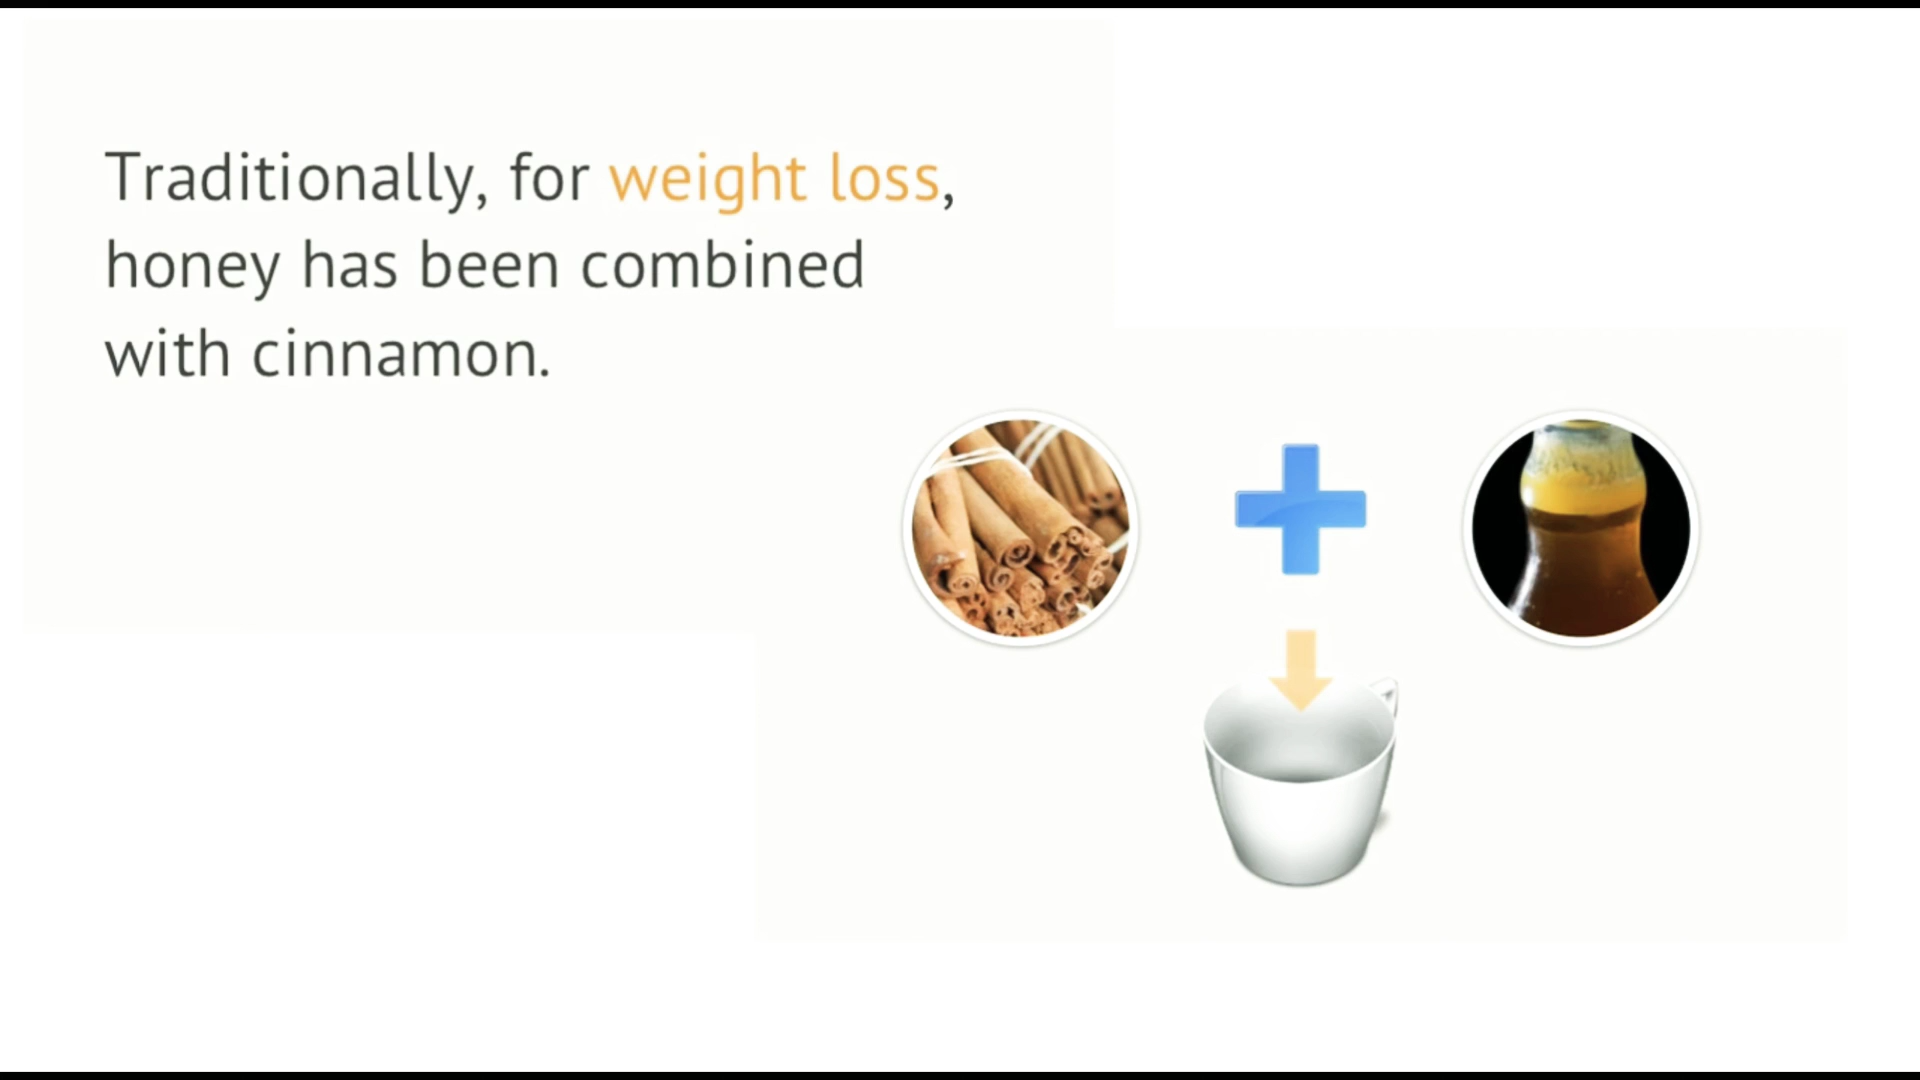 Traditionally, for weight loss,
honey has been combined
with cinnamon.